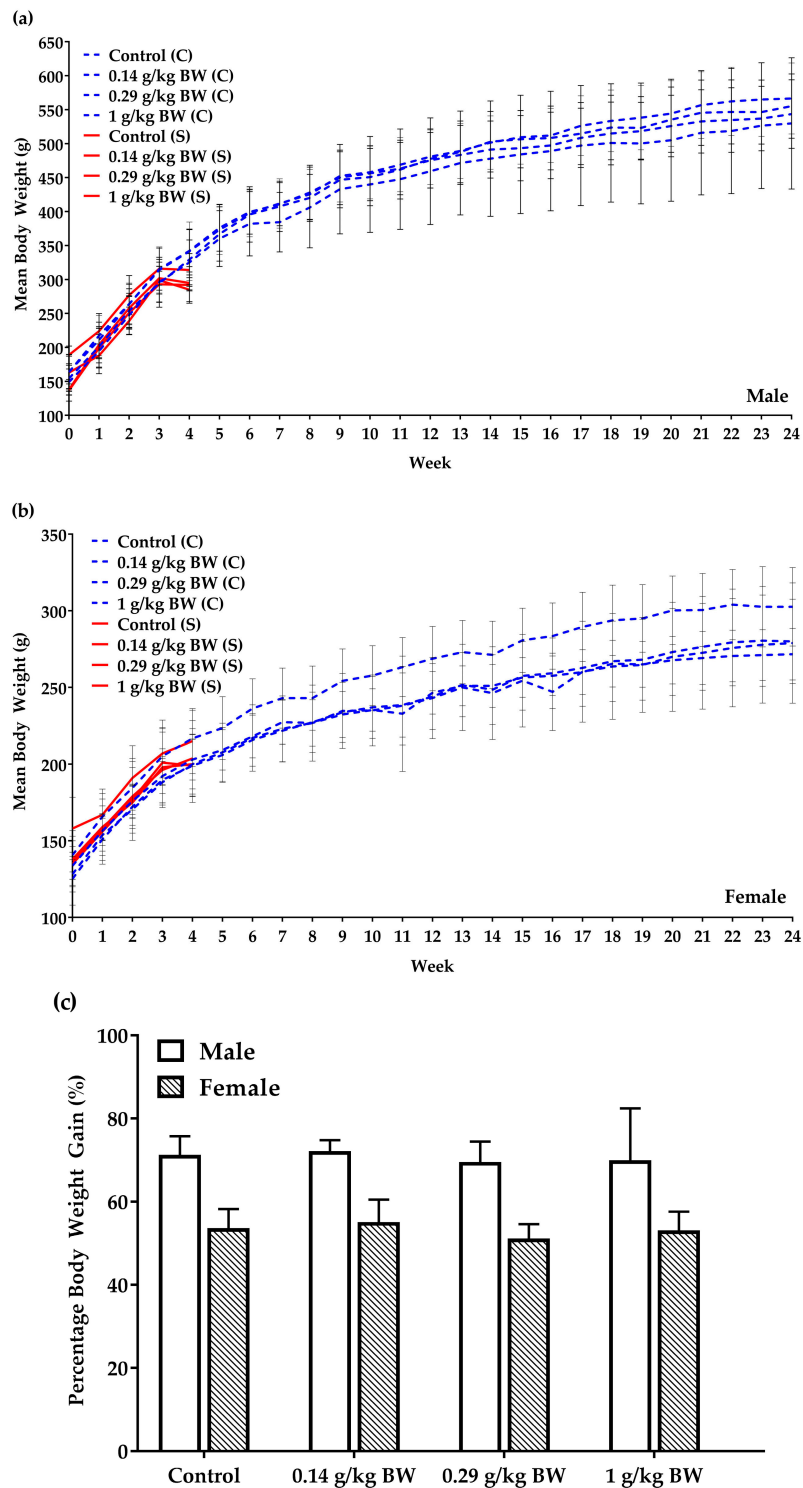 (a)
650
600
550
500
450
400
350
300
250
200
150
100
Mean Body Weight (g)
Control (C)
0.14 g/kg BW (C)
0.29 g/kg BW (C)
1 g/kg BW (C)
Control (S)
0.14 g/kg BW (S)
0.29 g/kg BW (S)
1 g/kg BW (S)
Male
0 1 2 3 4 5 6 7 8 9 10 11 12 13 14 15 16 17 18 19 20 21 22 23 24
Week
(b)
350
300
250
200
150
100
Mean Body Weight (g)
Control (C)
0.14 g/kg BW (C)
0.29 g/kg BW (C)
1 g/kg BW (C)
Control (S)
0.14 g/kg BW (S)
0.29 g/kg BW (S)
1 g/kg BW (S)
Female
0 1 2 3 4 5 6 7 8 9 10 11 12 13 14 15 16 17 18 19 20 21 22 23 24
Week
(c)
100
80
60
40
20
0
Percentage Body Weight Gain (%)
Male
Female
Control 0.14 g/kg BW 0.29 g/kg BW 1 g/kg BW